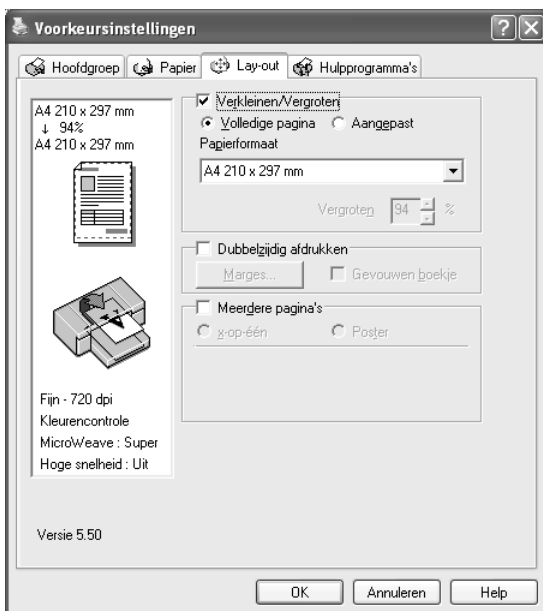 Voorkeursinstellingen
Hoofdgroep Papier Lay-out Hulpprogramma's
A4 210 x 297 mm
↓ 94%
A4 210 x 297 mm
Fijn - 720 dpi
Kleurencontrole
MicroWeave : Super
Hoge snelheid : Uit
Versie 5.50
Verkleinen/Vergroten
Volledige pagina Aangepast
Papierformaat
A4 210 x 297 mm
Vergroten 94 %
Dubbelzijdig afdrukken
Marges... Gevouwen boekje
Meerdere pagina's
x-op-één Poster
OK Annuleren Help